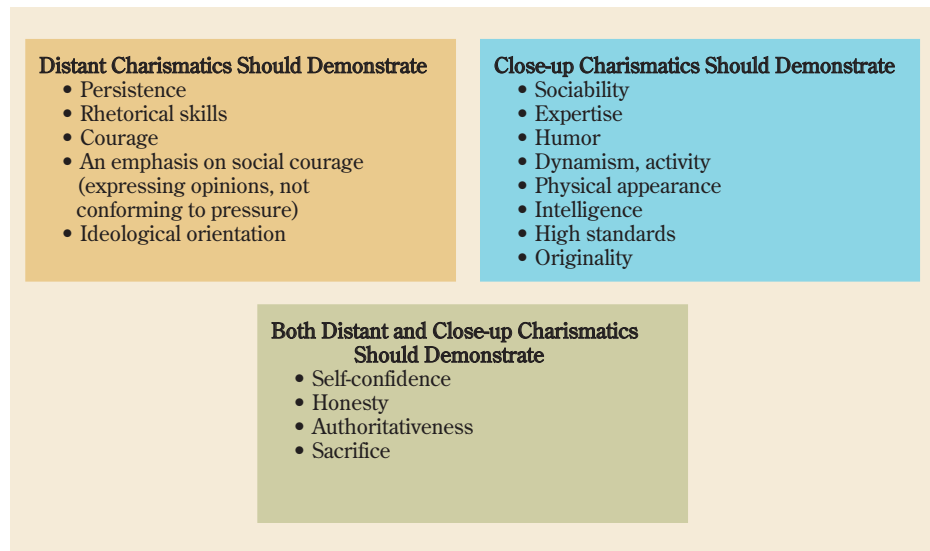 Distant Charismatics Should Demonstrate
• Persistence
• Rhetorical skills
• Courage
• An emphasis on social courage
(expressing opinions, not
conforming to pressure)
• Ideological orientation
Close-up Charismatics Should Demonstrate
• Sociability
• Expertise
• Humor
• Dynamism, activity
• Physical appearance
• Intelligence
• High standards
• Originality
Both Distant and Close-up Charismatics
Should Demonstrate
• Self-confidence
• Honesty
• Authoritativeness
• Sacrifice